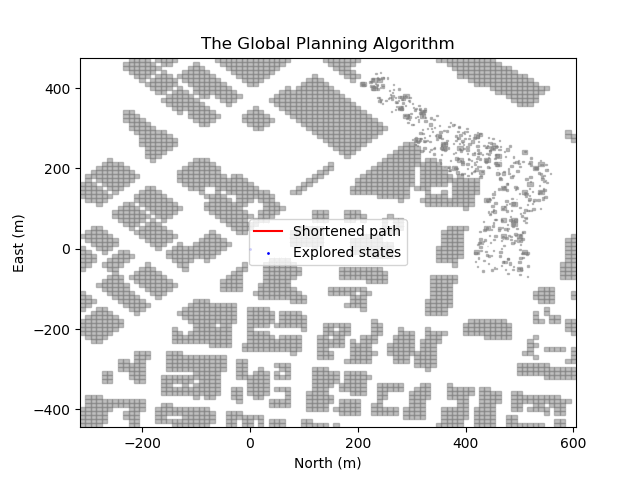 The Global Planning Algorithm
400
200
0
−200
−400
East (m)
Shortened path
Explored states
−200
0
200
400
600
North (m)